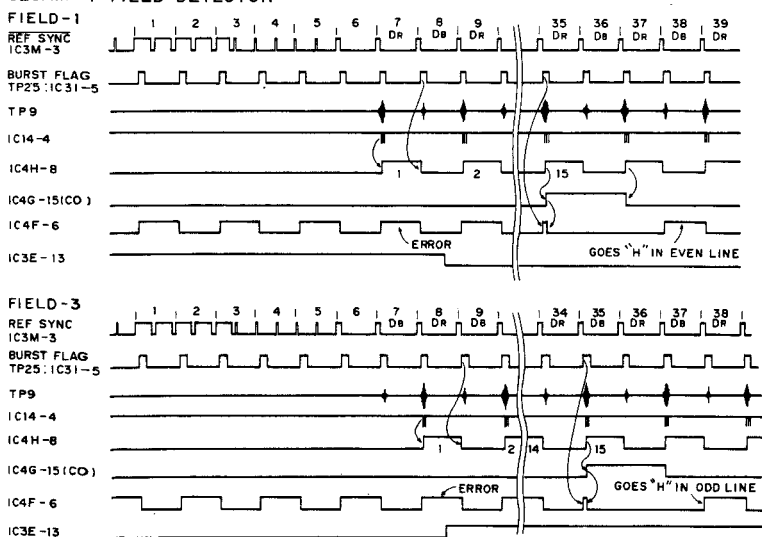 FIELD-1
1 2 3 4 5 6 7 8 9 35 36 37 38 39
DR DB DR DR DB DR DB DR
REF SYNC
IC3M-3
BURST FLAG
TP25:IC31-5
TP9
IC14-4
IC4H-8
1 2 15
IC4G-15(CO)
IC4F-6
ERROR
GOES "H" IN EVEN LINE
IC3E-13
FIELD-3
1 2 3 4 5 6 7 8 9 34 35 36 37 38
DB DR DB DR DB DR DB DR
REF SYNC
IC3M-3
BURST FLAG
TP25:IC31-5
TP9
IC14-4
IC4H-8
1 2 14 15
IC4G-15(CO)
IC4F-6
ERROR
GOES "H" IN ODD LINE
IC3E-13